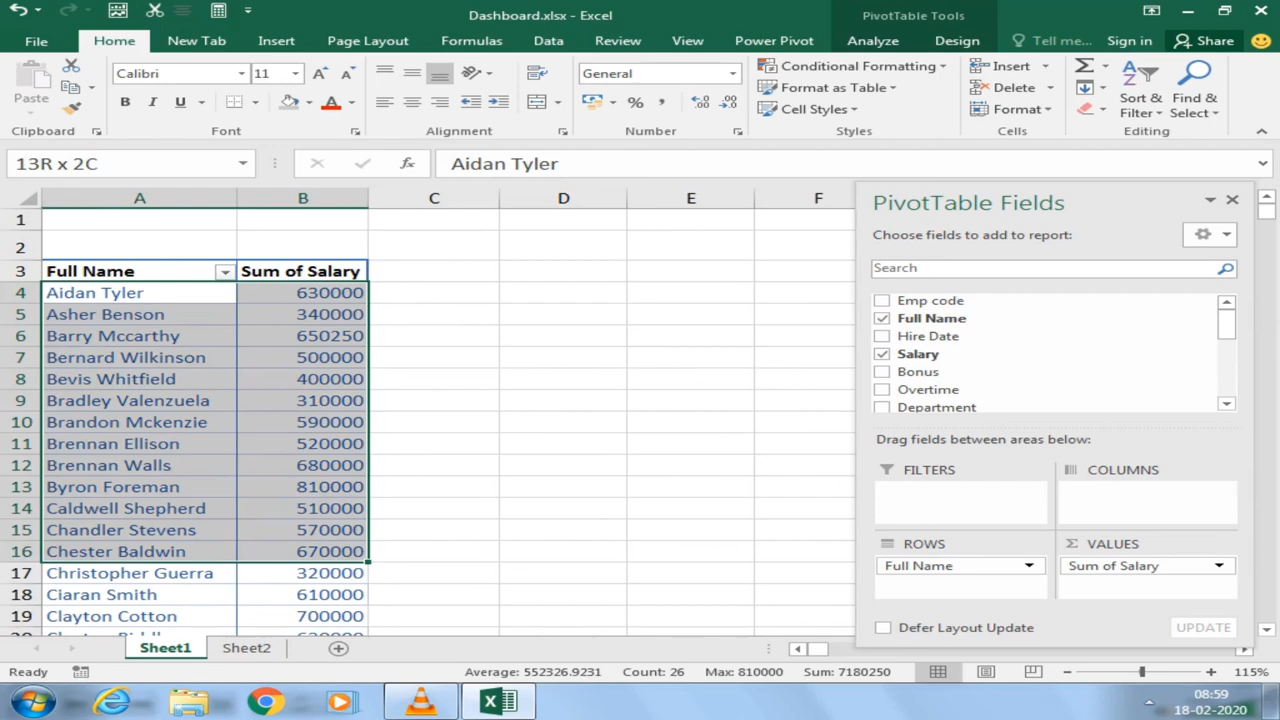 Dashboard.xlsx - Excel
PivotTable Tools
File Home New Tab Insert Page Layout Formulas Data Review View Power Pivot Analyze Design Tell me... Sign in Share
Paste
Calibri 11
B I U A
General
% ,
Conditional Formatting
Format as Table
Cell Styles
Insert
Delete
Format
Sort & Filter
Find & Select
Clipboard Font Alignment Number Styles Cells Editing
13R x 2C fx Aidan Tyler
A B C D E F
1
2
3 Full Name Sum of Salary
4 Aidan Tyler 630000
5 Asher Benson 340000
6 Barry Mccarthy 650250
7 Bernard Wilkinson 500000
8 Bevis Whitfield 400000
9 Bradley Valenzuela 310000
10 Brandon Mckenzie 590000
11 Brennan Ellison 520000
12 Brennan Walls 680000
13 Byron Foreman 810000
14 Caldwell Shepherd 510000
15 Chandler Stevens 570000
16 Chester Baldwin 670000
17 Christopher Guerra 320000
18 Ciaran Smith 610000
19 Clayton Cotton 700000
PivotTable Fields
Choose fields to add to report:
Search
Emp code
Full Name
Hire Date
Salary
Bonus
Overtime
Department
Drag fields between areas below:
FILTERS COLUMNS
ROWS Σ VALUES
Full Name Sum of Salary
Defer Layout Update UPDATE
Sheet1 Sheet2
Ready Average: 552326.9231 Count: 26 Max: 810000 Sum: 7180250 115%
08:59
18-02-2020